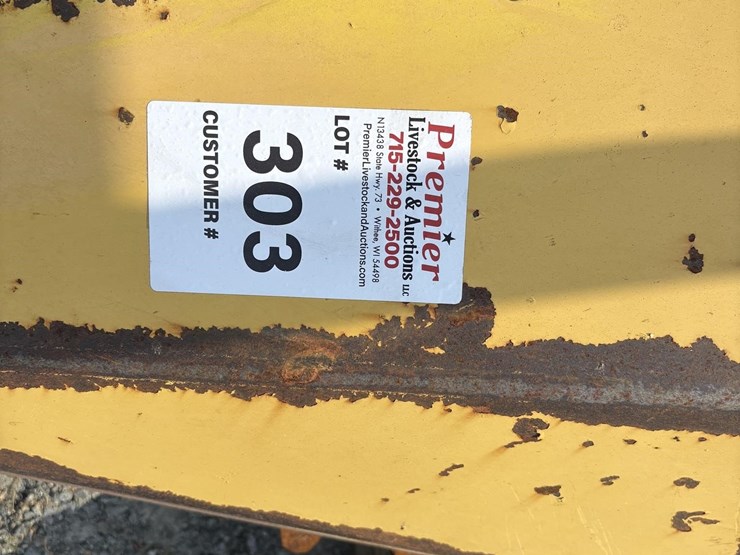 Premier
Livestock & Auctions LLC
715-229-2500
N13438 State Hwy. 73 • Withee, WI 54498
PremierLivestockandAuctions.com
LOT #
303
CUSTOMER #